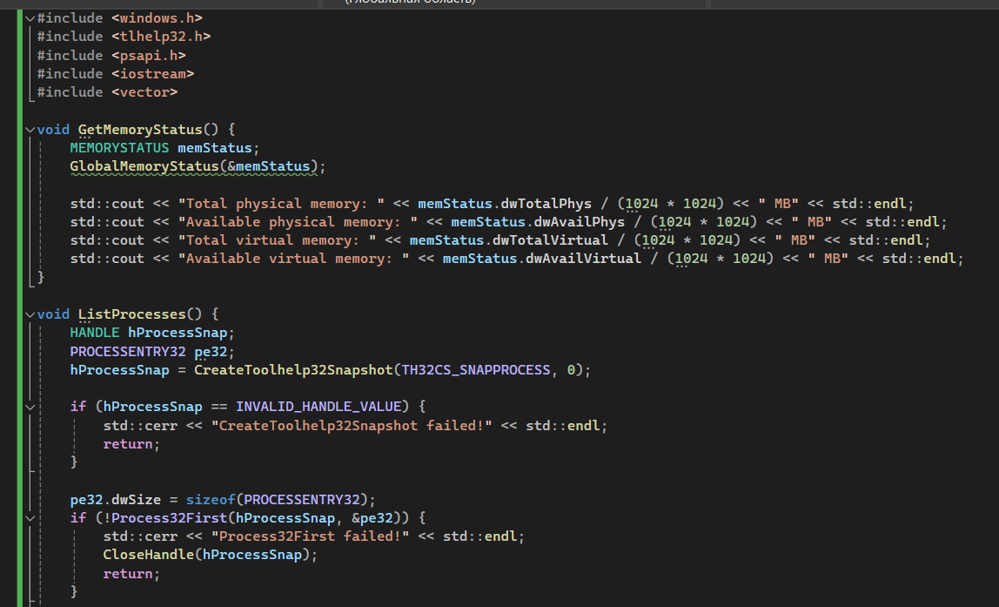 (Глобальная область)
#include <windows.h>
#include <tlhelp32.h>
#include <psapi.h>
#include <iostream>
#include <vector>
void GetMemoryStatus() {
MEMORYSTATUS memStatus;
GlobalMemoryStatus(&memStatus);
std::cout << "Total physical memory: " << memStatus.dwTotalPhys / (1024 * 1024) << " MB" << std::endl;
std::cout << "Available physical memory: " << memStatus.dwAvailPhys / (1024 * 1024) << " MB" << std::endl;
std::cout << "Total virtual memory: " << memStatus.dwTotalVirtual / (1024 * 1024) << " MB" << std::endl;
std::cout << "Available virtual memory: " << memStatus.dwAvailVirtual / (1024 * 1024) << " MB" << std::endl;
}
void ListProcesses() {
HANDLE hProcessSnap;
PROCESSENTRY32 pe32;
hProcessSnap = CreateToolhelp32Snapshot(TH32CS_SNAPPROCESS, 0);
if (hProcessSnap == INVALID_HANDLE_VALUE) {
std::cerr << "CreateToolhelp32Snapshot failed!" << std::endl;
return;
}
pe32.dwSize = sizeof(PROCESSENTRY32);
if (!Process32First(hProcessSnap, &pe32)) {
std::cerr << "Process32First failed!" << std::endl;
CloseHandle(hProcessSnap);
return;
}